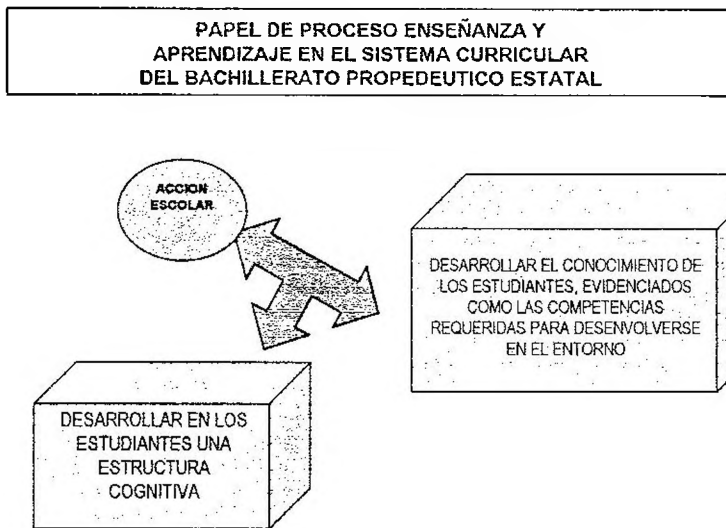 PAPEL DE PROCESO ENSEÑANZA Y
APRENDIZAJE EN EL SISTEMA CURRICULAR
DEL BACHILLERATO PROPEDEUTICO ESTATAL
ACCION
ESCOLAR
DESARROLLAR EL CONOCIMIENTO DE
LOS ESTUDIANTES, EVIDENCIADOS
COMO LAS COMPETENCIAS
REQUERIDAS PARA DESENVOLVERSE
EN EL ENTORNO
DESARROLLAR EN LOS
ESTUDIANTES UNA
ESTRUCTURA
COGNITIVA